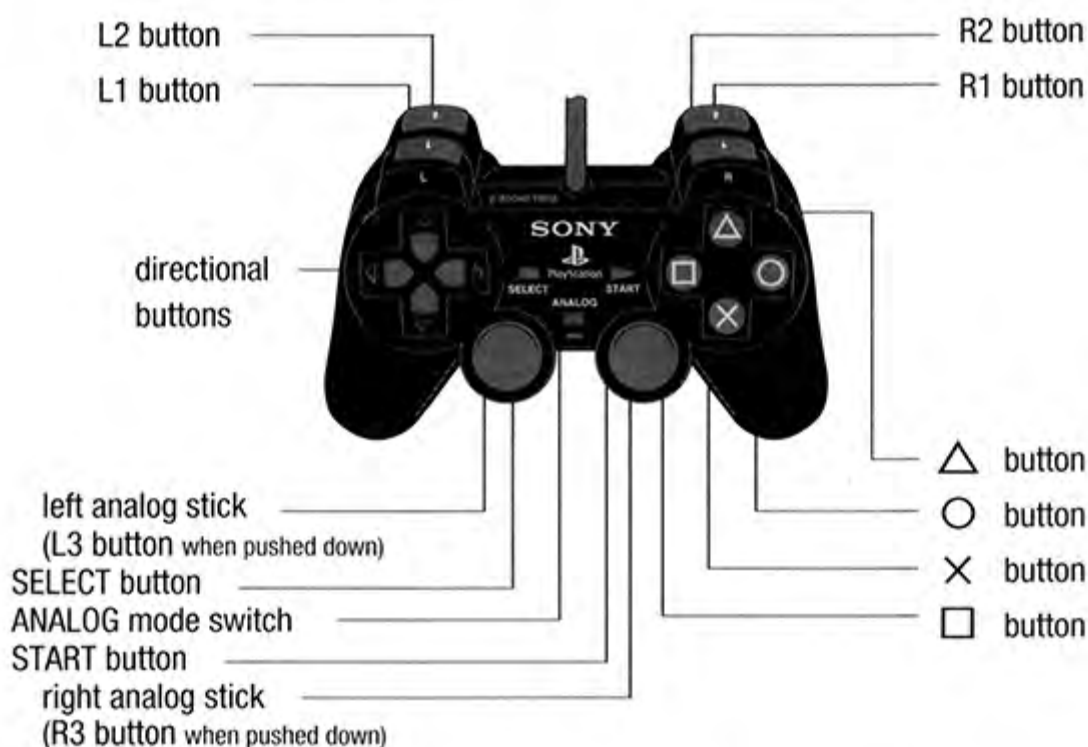 L2 button
L1 button
R2 button
R1 button
L
R
SONY
PlayStation
SELECT
START
ANALOG
directional
buttons
△ button
○ button
× button
□ button
left analog stick
(L3 button when pushed down)
SELECT button
ANALOG mode switch
START button
right analog stick
(R3 button when pushed down)